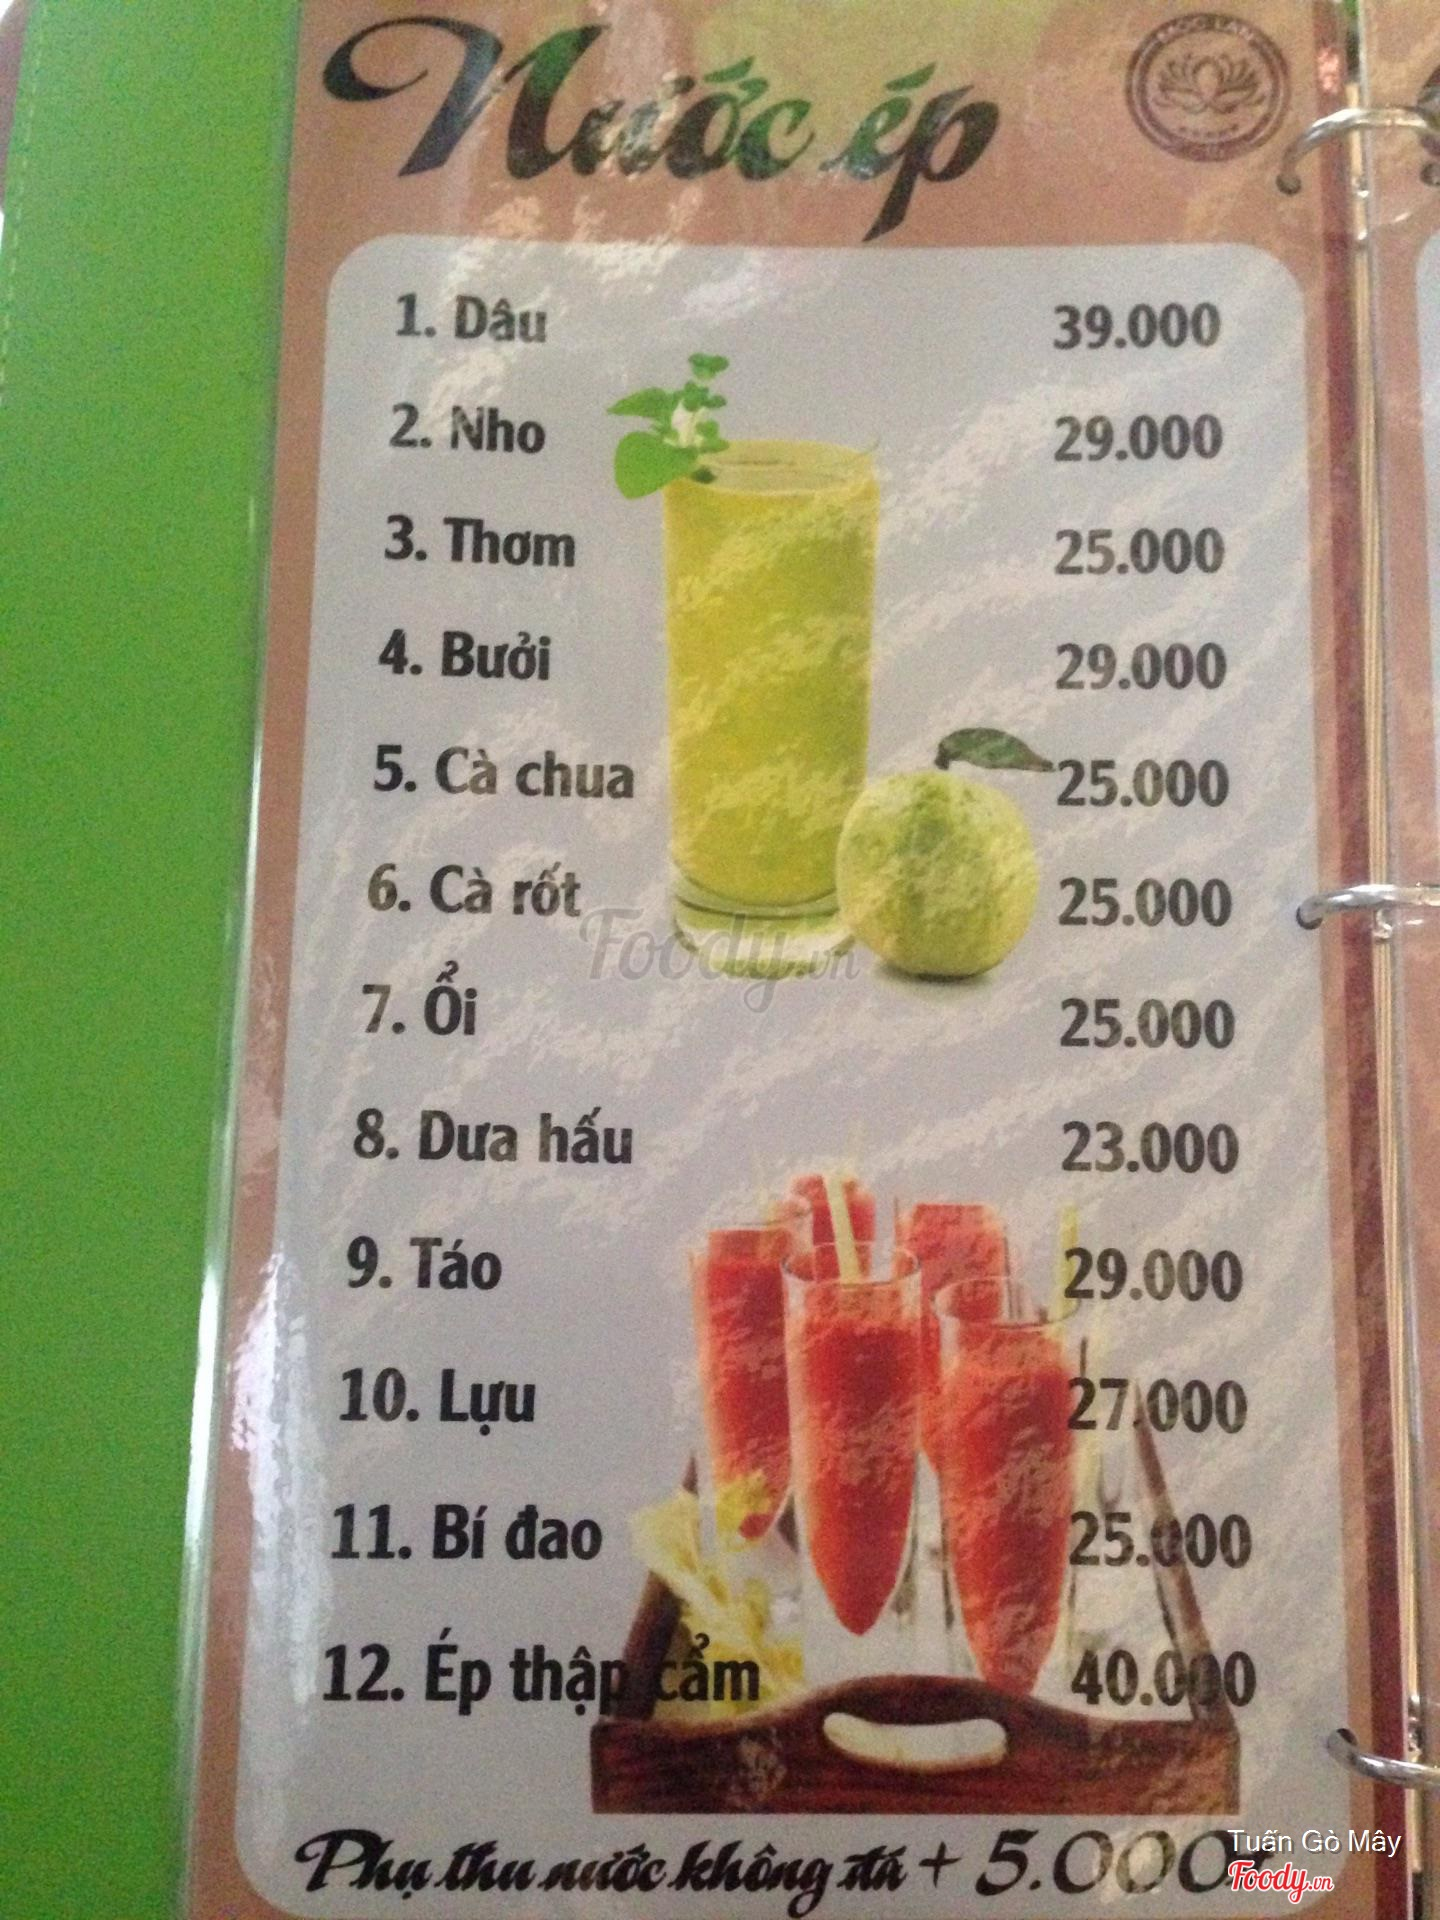 Nước ép
1. Dâu 39.000
2. Nho 29.000
3. Thơm 25.000
4. Bưởi 29.000
5. Cà chua 25.000
6. Cà rốt 25.000
7. Ổi 25.000
8. Dưa hấu 23.000
9. Táo 29.000
10. Lựu 27.000
11. Bí đao 25.000
12. Ép thập cẩm 40.000
Phụ thu nước không đá + 5.000
Foody.vn
Tuấn Gò Mây
Foody.vn